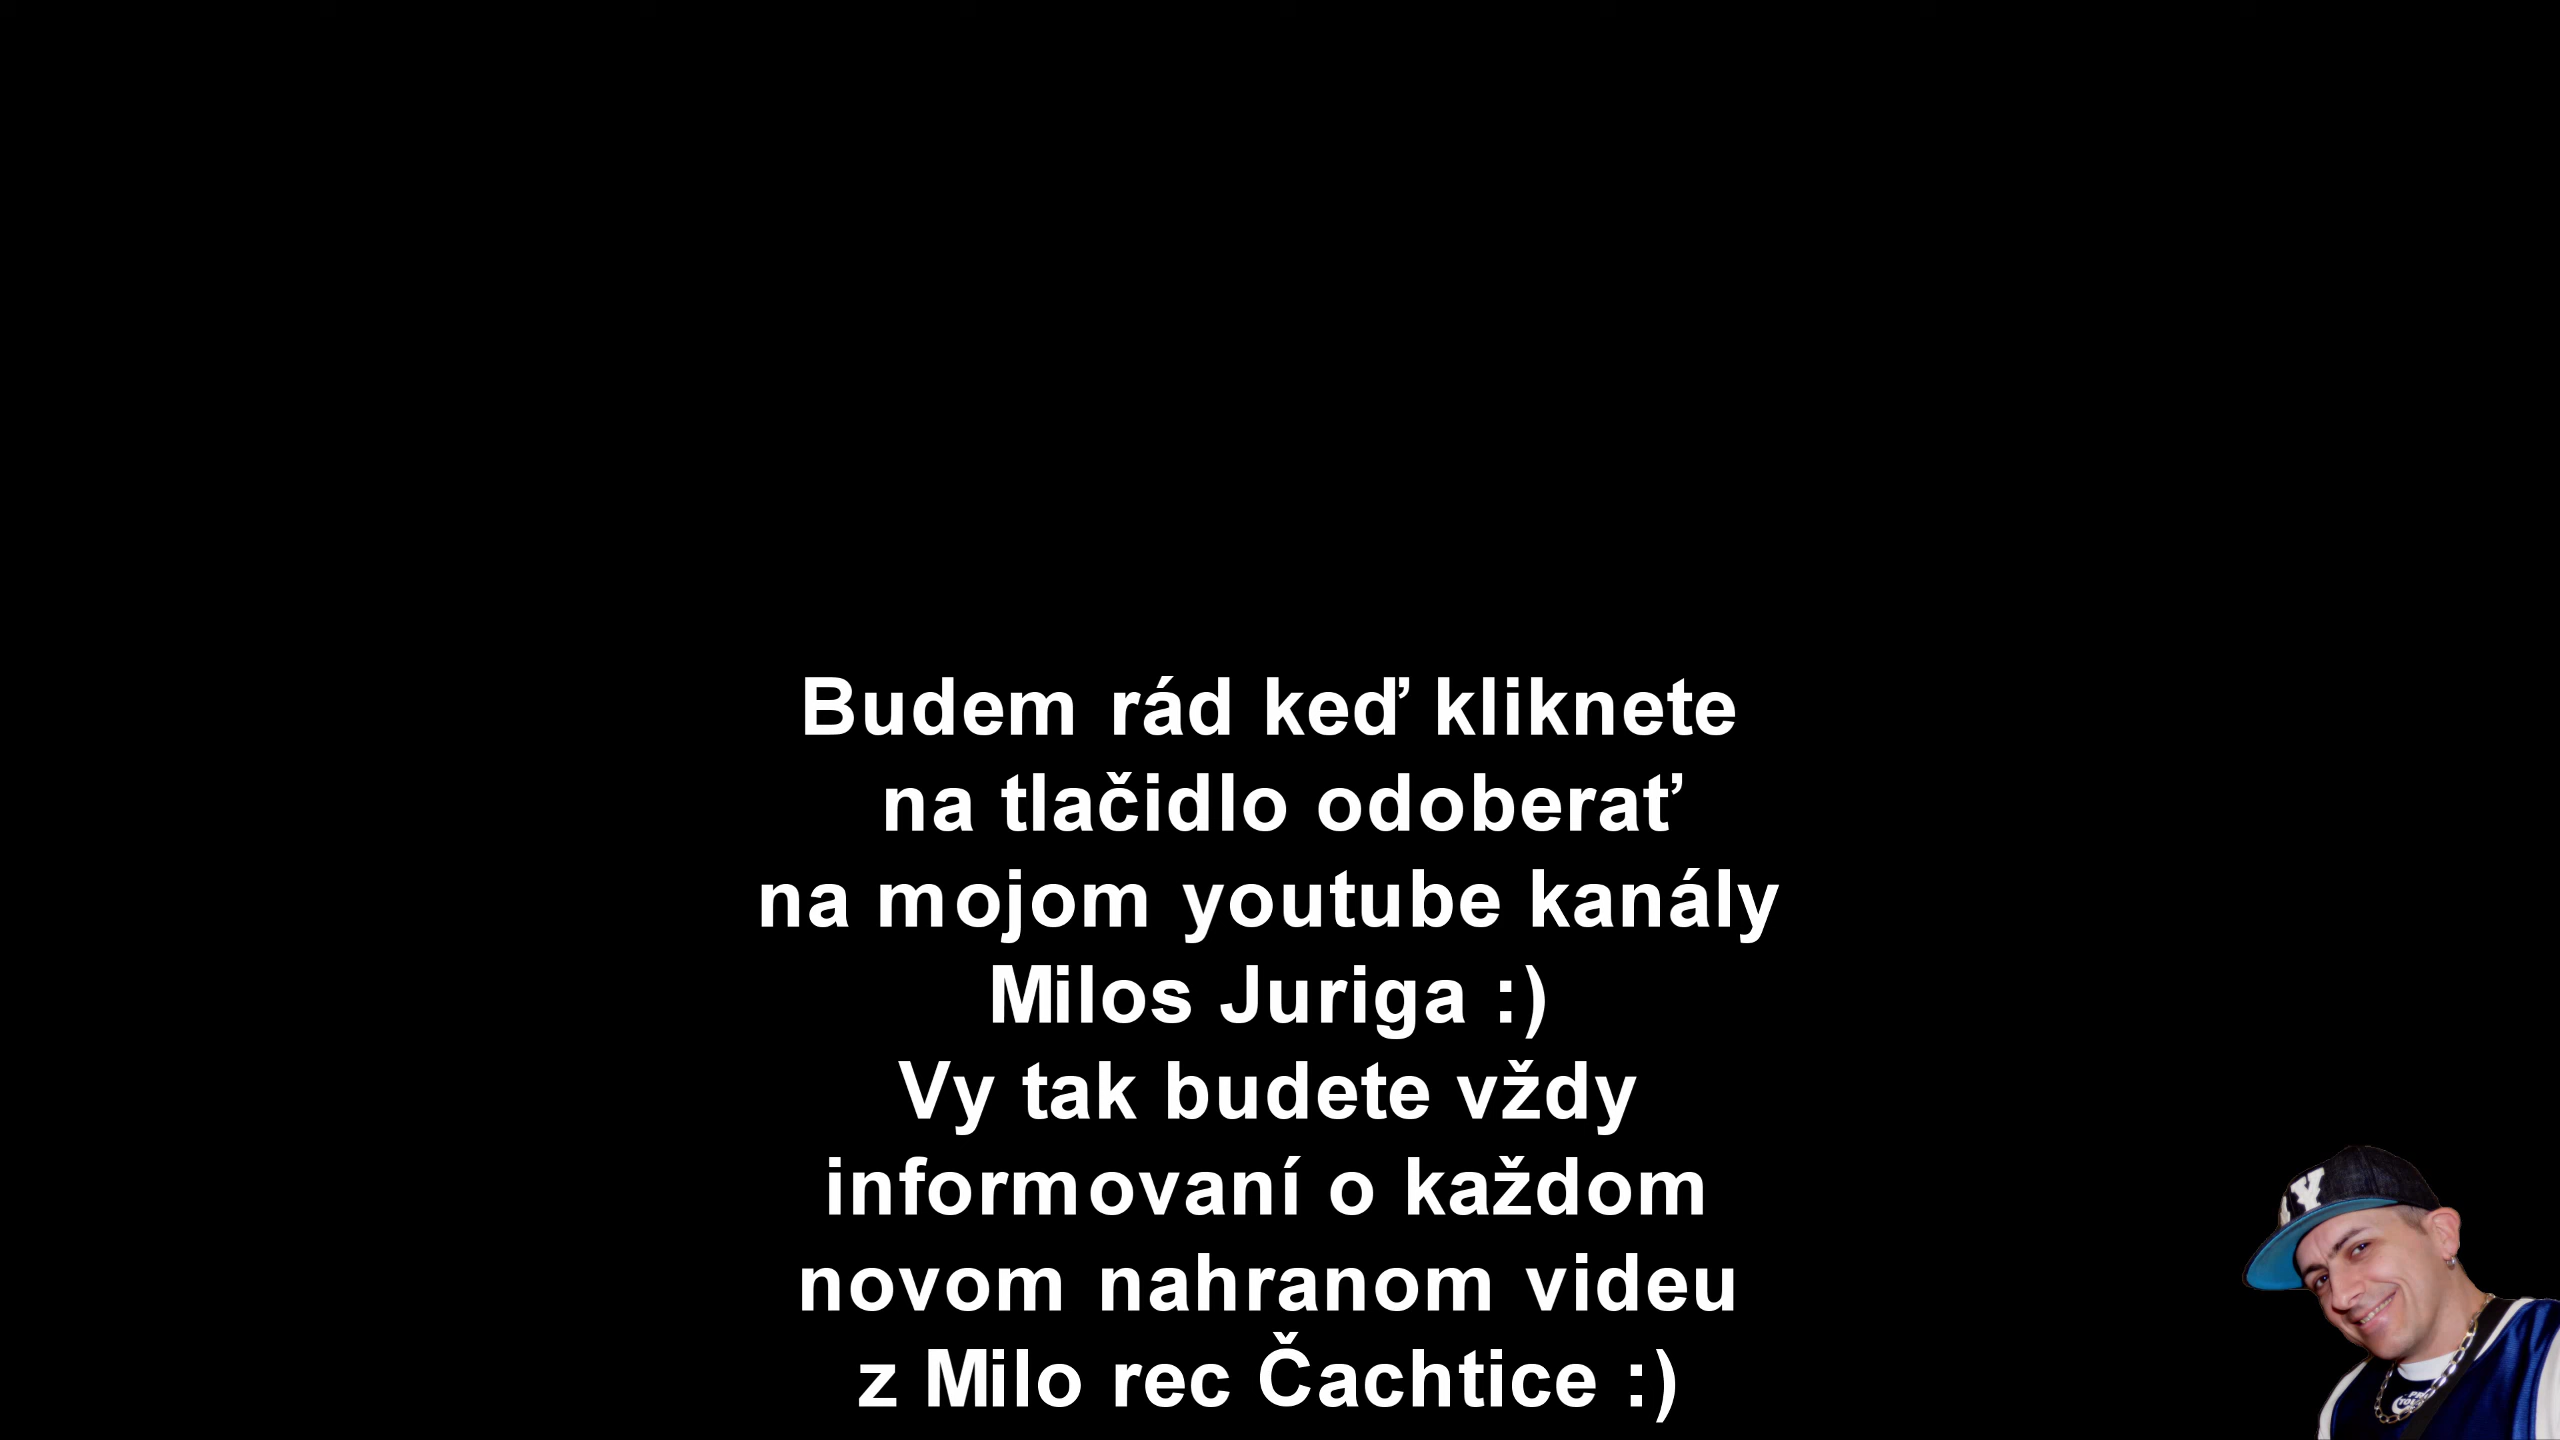 Budem rád keď kliknete
na tlačidlo odoberať
na mojom youtube kanály
Milos Juriga :)
Vy tak budete vždy
informovaní o každom
novom nahranom videu
z Milo rec Čachtice :)